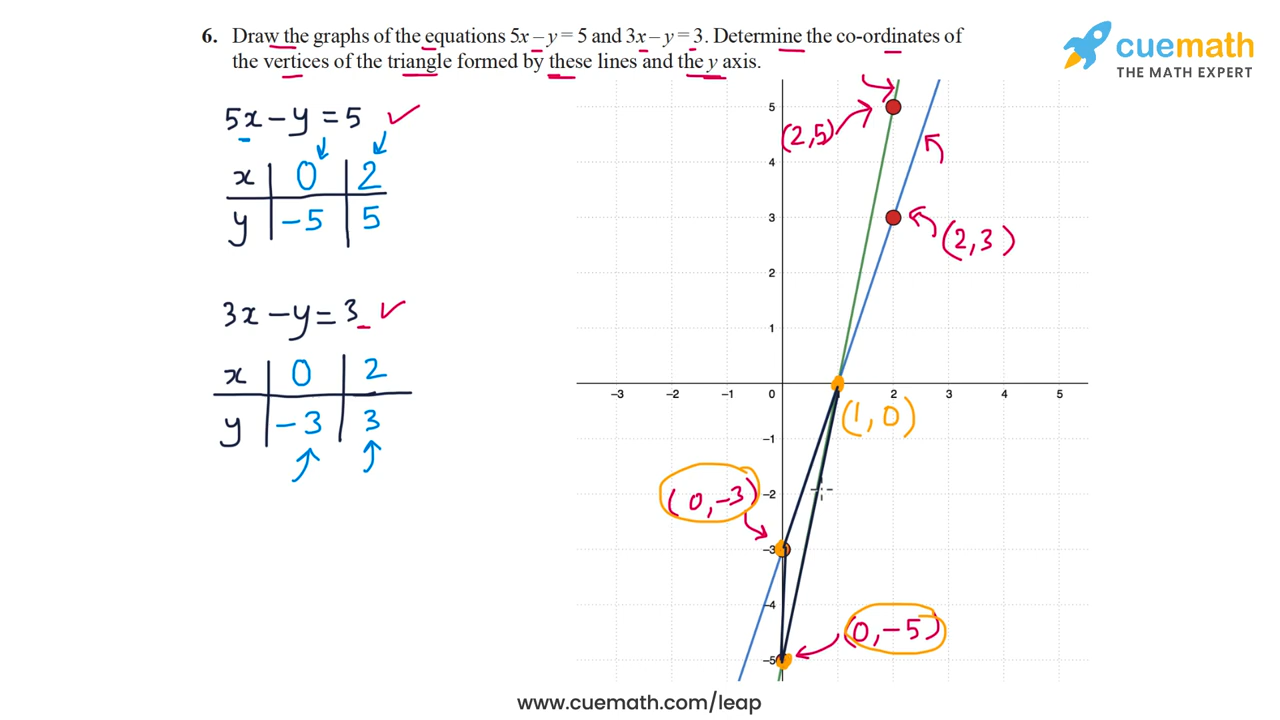 6. Draw the graphs of the equations 5x – y = 5 and 3x – y = 3. Determine the co-ordinates of
the vertices of the triangle formed by these lines and the y axis.
cuemath
THE MATH EXPERT
5x – y = 5
x | 0 | 2
y | –5 | 5
3x – y = 3
x | 0 | 2
y | –3 | 3
5
(2,5)
4
3
(2,3)
2
1
–3 –2 –1 0 2 3 4 5
(1,0)
–1
(0,–3)
–2
–3
–4
(0,–5)
–5
www.cuemath.com/leap